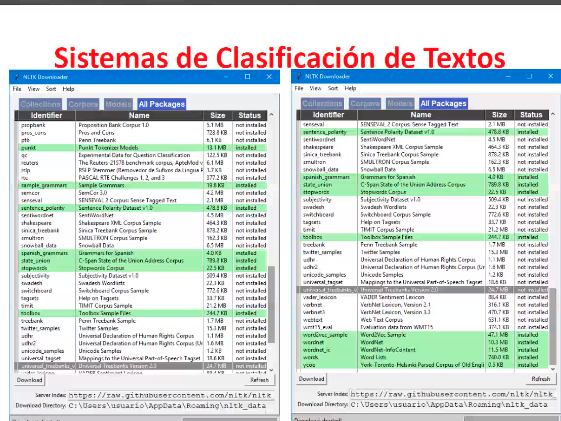 Sistemas de Clasificación de Textos
NLTK Downloader
File View Sort Help
Collections Corpora Models All Packages
Identifier Name Size Status
propbank Proposition Bank Corpus 1.0 5.1 MB not installed
pros_cons Pros and Cons 728.8 KB not installed
ptb Penn Treebank 6.1 KB not installed
punkt Punkt Tokenizer Models 13.1 MB installed
qc Experimental Data for Question Classification 122.5 KB not installed
reuters The Reuters-21578 benchmark corpus, ApteMod v 6.1 MB not installed
rslp RSLP Stemmer (Removedor de Sufixos da Lingua P 3.7 KB not installed
rte PASCAL RTE Challenges 1, 2, and 3 377.2 KB not installed
sample_grammars Sample Grammars 19.8 KB installed
semcor SemCor 3.0 4.2 MB not installed
senseval SENSEVAL 2 Corpus: Sense Tagged Text 2.1 MB not installed
sentence_polarity Sentence Polarity Dataset v1.0 478.8 KB installed
sentiwordnet SentiWordNet 4.5 MB not installed
shakespeare Shakespeare XML Corpus Sample 464.3 KB not installed
sinica_treebank Sinica Treebank Corpus Sample 878.2 KB not installed
smultron SMULTRON Corpus Sample 162.3 KB not installed
snowball_data Snowball Data 6.5 MB not installed
spanish_grammars Grammars for Spanish 4.0 KB installed
state_union C-Span State of the Union Address Corpus 789.8 KB installed
stopwords Stopwords Corpus 22.5 KB installed
subjectivity Subjectivity Dataset v1.0 509.4 KB not installed
swadesh Swadesh Wordlists 22.3 KB not installed
switchboard Switchboard Corpus Sample 772.6 KB not installed
tagsets Help on Tagsets 33.7 KB not installed
timit TIMIT Corpus Sample 21.2 MB not installed
toolbox Toolbox Sample Files 244.7 KB installed
treebank Penn Treebank Sample 1.7 MB not installed
twitter_samples Twitter Samples 15.3 MB not installed
udhr Universal Declaration of Human Rights Corpus 1.1 MB not installed
udhr2 Universal Declaration of Human Rights Corpus (Un 1.6 MB not installed
unicode_samples Unicode Samples 1.2 KB not installed
universal_tagset Mappings to the Universal Part-of-Speech Tagset 18.6 KB not installed
universal_treebanks_v Universal Treebanks Version 2.0 24.7 MB not installed
Download Refresh
Server Index: https://raw.githubusercontent.com/nltk/nltk
Download Directory: C:\Users\usuario\AppData\Roaming\nltk_data
NLTK Downloader
File View Sort Help
Collections Corpora Models All Packages
Identifier Name Size Status
senseval SENSEVAL 2 Corpus: Sense Tagged Text 2.1 MB not installed
sentence_polarity Sentence Polarity Dataset v1.0 478.8 KB installed
sentiwordnet SentiWordNet 4.5 MB not installed
shakespeare Shakespeare XML Corpus Sample 464.3 KB not installed
sinica_treebank Sinica Treebank Corpus Sample 878.2 KB not installed
smultron SMULTRON Corpus Sample 162.3 KB not installed
snowball_data Snowball Data 6.5 MB not installed
spanish_grammars Grammars for Spanish 4.0 KB installed
state_union C-Span State of the Union Address Corpus 789.8 KB installed
stopwords Stopwords Corpus 22.5 KB installed
subjectivity Subjectivity Dataset v1.0 509.4 KB not installed
swadesh Swadesh Wordlists 22.3 KB not installed
switchboard Switchboard Corpus Sample 772.6 KB not installed
tagsets Help on Tagsets 33.7 KB not installed
timit TIMIT Corpus Sample 21.2 MB not installed
toolbox Toolbox Sample Files 244.7 KB installed
treebank Penn Treebank Sample 1.7 MB not installed
twitter_samples Twitter Samples 15.3 MB not installed
udhr Universal Declaration of Human Rights Corpus 1.1 MB not installed
udhr2 Universal Declaration of Human Rights Corpus (Un 1.6 MB not installed
unicode_samples Unicode Samples 1.2 KB not installed
universal_tagset Mappings to the Universal Part-of-Speech Tagset 18.6 KB not installed
universal_treebanks_v Universal Treebanks Version 2.0 24.7 MB not installed
vader_lexicon VADER Sentiment Lexicon 88.4 KB not installed
verbnet VerbNet Lexicon, Version 2.1 316.1 KB not installed
verbnet3 VerbNet Lexicon, Version 3.3 470.7 KB not installed
webtext Web Text Corpus 631.1 KB not installed
wmt15_eval Evaluation data from WMT15 374.1 KB not installed
word2vec_sample Word2Vec Sample 47.1 MB installed
wordnet WordNet 10.3 MB installed
wordnet_ic WordNet-InfoContent 11.5 MB installed
words Word Lists 740.0 KB installed
ycoe York-Toronto-Helsinki Parsed Corpus of Old Engl 0.5 KB installed
Download Refresh
Server Index: https://raw.githubusercontent.com/nltk/nltk_
Download Directory: C:\Users\usuario\AppData\Roaming\nltk_data